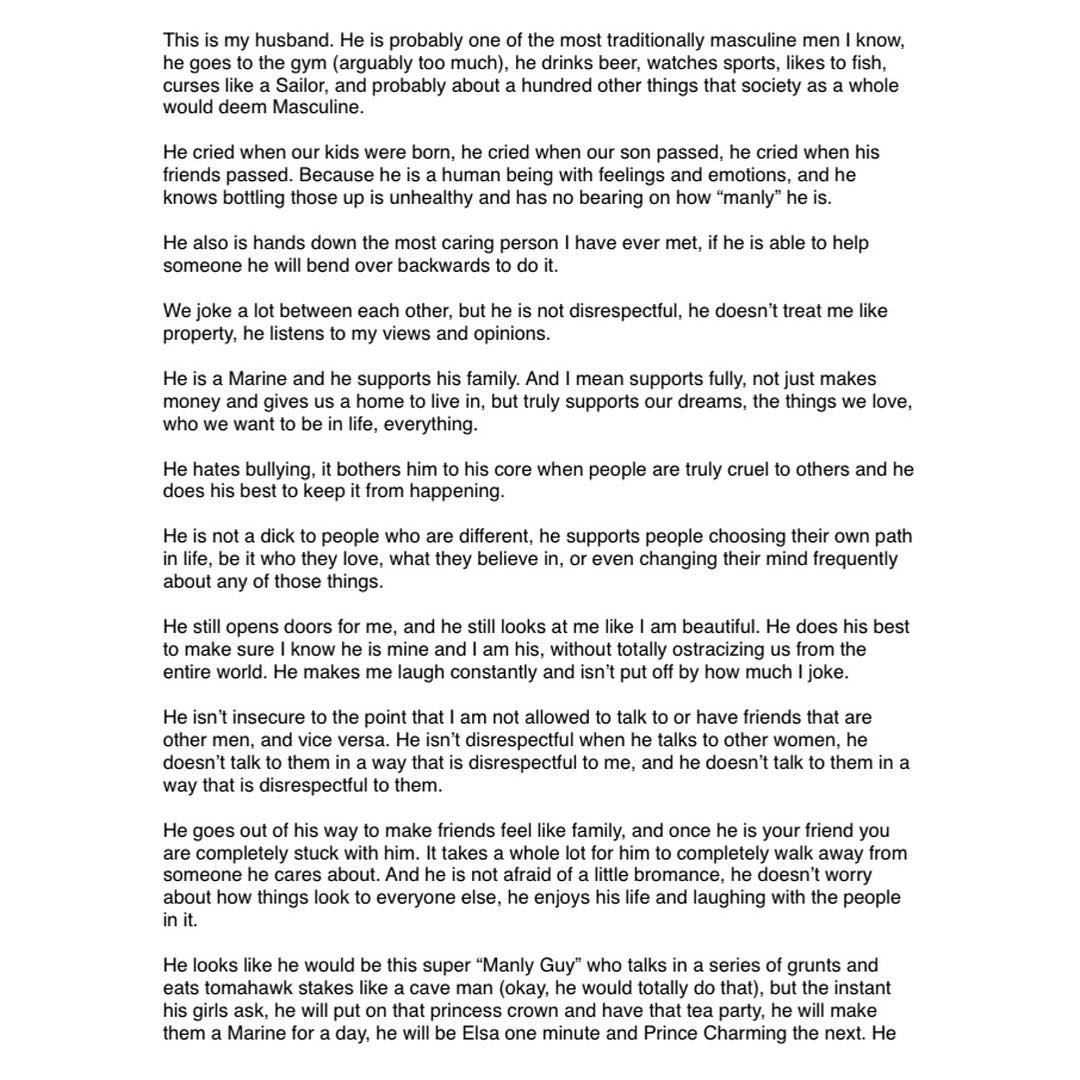 This is my husband. He is probably one of the most traditionally masculine men I know,
he goes to the gym (arguably too much), he drinks beer, watches sports, likes to fish,
curses like a Sailor, and probably about a hundred other things that society as a whole
would deem Masculine.
He cried when our kids were born, he cried when our son passed, he cried when his
friends passed. Because he is a human being with feelings and emotions, and he
knows bottling those up is unhealthy and has no bearing on how “manly” he is.
He also is hands down the most caring person I have ever met, if he is able to help
someone he will bend over backwards to do it.
We joke a lot between each other, but he is not disrespectful, he doesn’t treat me like
property, he listens to my views and opinions.
He is a Marine and he supports his family. And I mean supports fully, not just makes
money and gives us a home to live in, but truly supports our dreams, the things we love,
who we want to be in life, everything.
He hates bullying, it bothers him to his core when people are truly cruel to others and he
does his best to keep it from happening.
He is not a dick to people who are different, he supports people choosing their own path
in life, be it who they love, what they believe in, or even changing their mind frequently
about any of those things.
He still opens doors for me, and he still looks at me like I am beautiful. He does his best
to make sure I know he is mine and I am his, without totally ostracizing us from the
entire world. He makes me laugh constantly and isn’t put off by how much I joke.
He isn’t insecure to the point that I am not allowed to talk to or have friends that are
other men, and vice versa. He isn’t disrespectful when he talks to other women, he
doesn’t talk to them in a way that is disrespectful to me, and he doesn’t talk to them in a
way that is disrespectful to them.
He goes out of his way to make friends feel like family, and once he is your friend you
are completely stuck with him. It takes a whole lot for him to completely walk away from
someone he cares about. And he is not afraid of a little bromance, he doesn’t worry
about how things look to everyone else, he enjoys his life and laughing with the people
in it.
He looks like he would be this super “Manly Guy” who talks in a series of grunts and
eats tomahawk stakes like a cave man (okay, he would totally do that), but the instant
his girls ask, he will put on that princess crown and have that tea party, he will make
them a Marine for a day, he will be Elsa one minute and Prince Charming the next. He